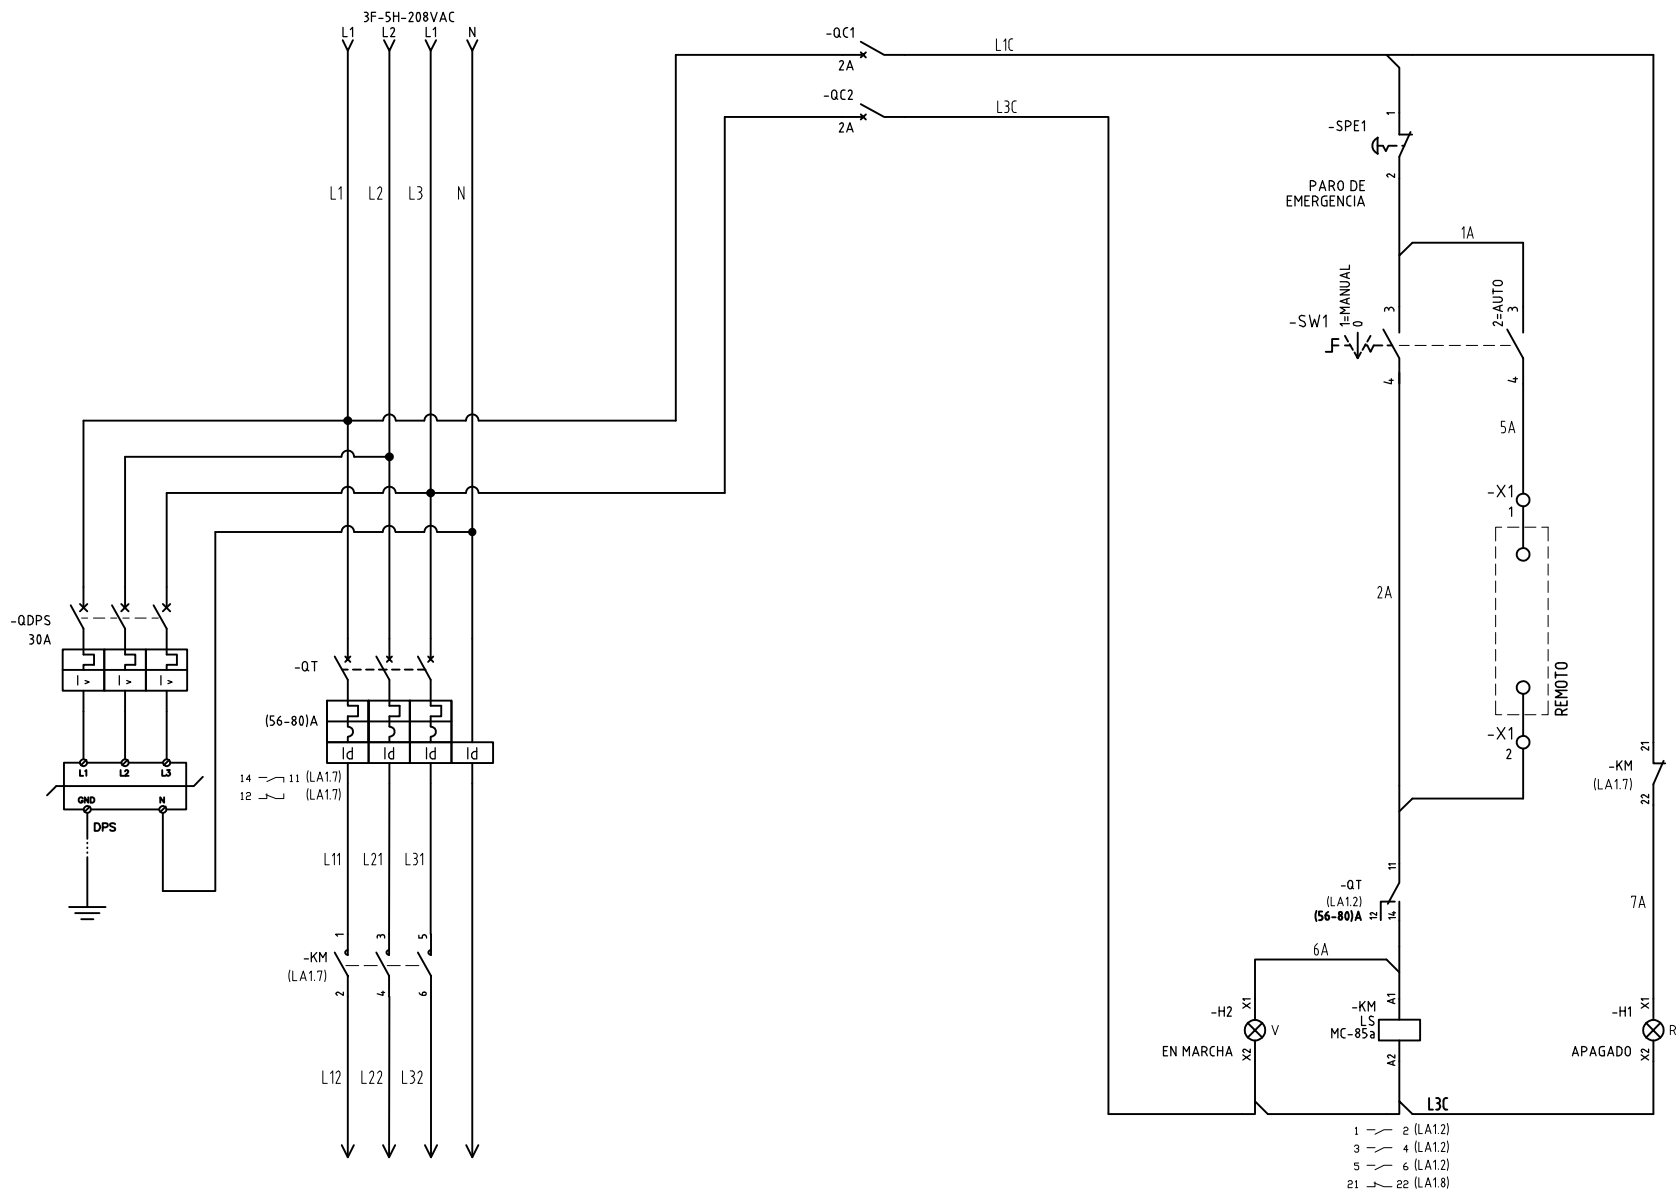 3F-5H-208VAC
L1 L2 L1 N
-QC1
2A
L1C
-QC2
2A
L3C
L1 L2 L3 N
1
-SPE1
2
PARO DE
EMERGENCIA
1A
1=MANUAL
0
2=AUTO
-SW1
3
4
3
4
5A
-X1
1
2A
REMOTO
-X1
2
-QDPS
30A
I > I > I >
L1 L2 L3
GND N
DPS
-QT
(56-80)A
Id Id Id Id
14 11 (LA1.7)
12 (LA1.7)
L11 L21 L31
1 3 5
-KM
(LA1.7)
2 4 6
L12 L22 L32
21
-KM
(LA1.7)
22
11
-QT
(LA1.2)
(56-80)A
12 14
7A
6A
X1
-H2
V
X2
EN MARCHA
A1
-KM
LS
MC-85a
A2
X1
-H1
R
X2
APAGADO
L3C
1 2 (LA1.2)
3 4 (LA1.2)
5 6 (LA1.2)
21 22 (LA1.8)